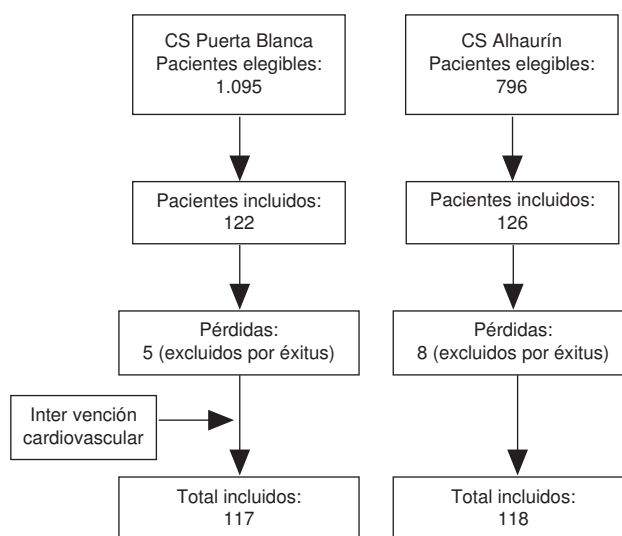 CS Puerta Blanca
Pacientes elegibles:
1.095
CS Alhaurín
Pacientes elegibles:
796
Pacientes incluidos:
122
Pacientes incluidos:
126
Pérdidas:
5 (excluidos por éxitus)
Pérdidas:
8 (excluidos por éxitus)
Inter vención
cardiovascular
Total incluidos:
117
Total incluidos:
118